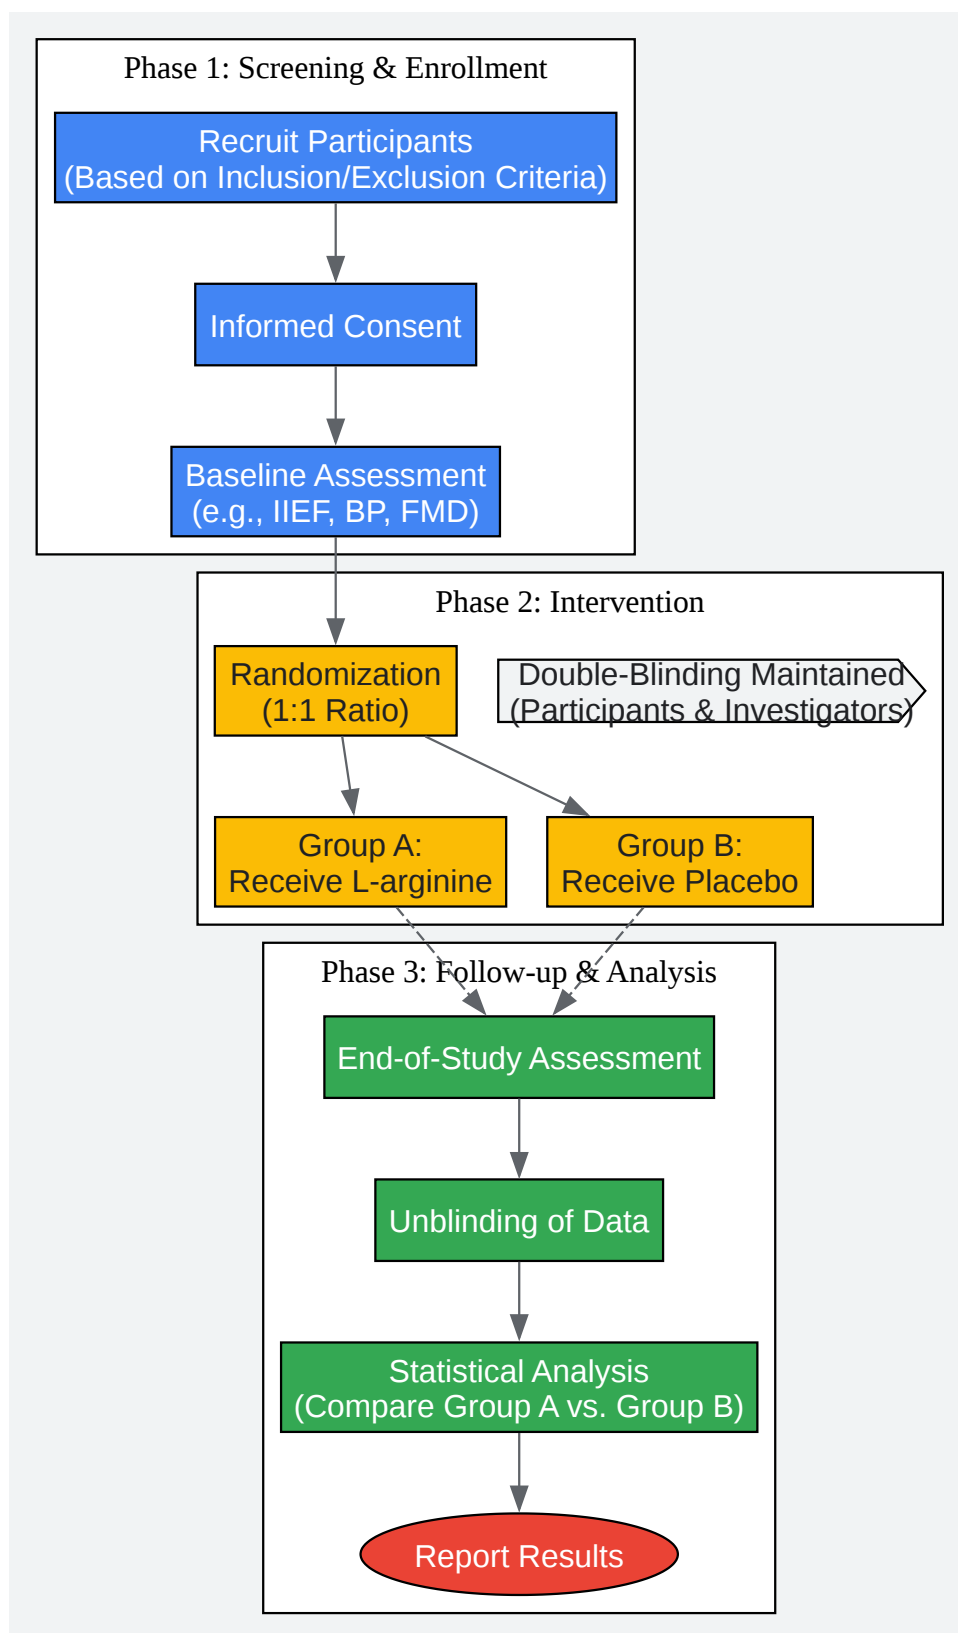 Phase 1: Screening & Enrollment
Recruit Participants
(Based on Inclusion/Exclusion Criteria)
Informed Consent
Baseline Assessment
(e.g., IIEF, BP, FMD)
Phase 2: Intervention
Randomization
(1:1 Ratio)
Double-Blinding Maintained
(Participants & Investigators)
Group A:
Receive L-arginine
Group B:
Receive Placebo
Phase 3: Follow-up & Analysis
End-of-Study Assessment
Unblinding of Data
Statistical Analysis
(Compare Group A vs. Group B)
Report Results